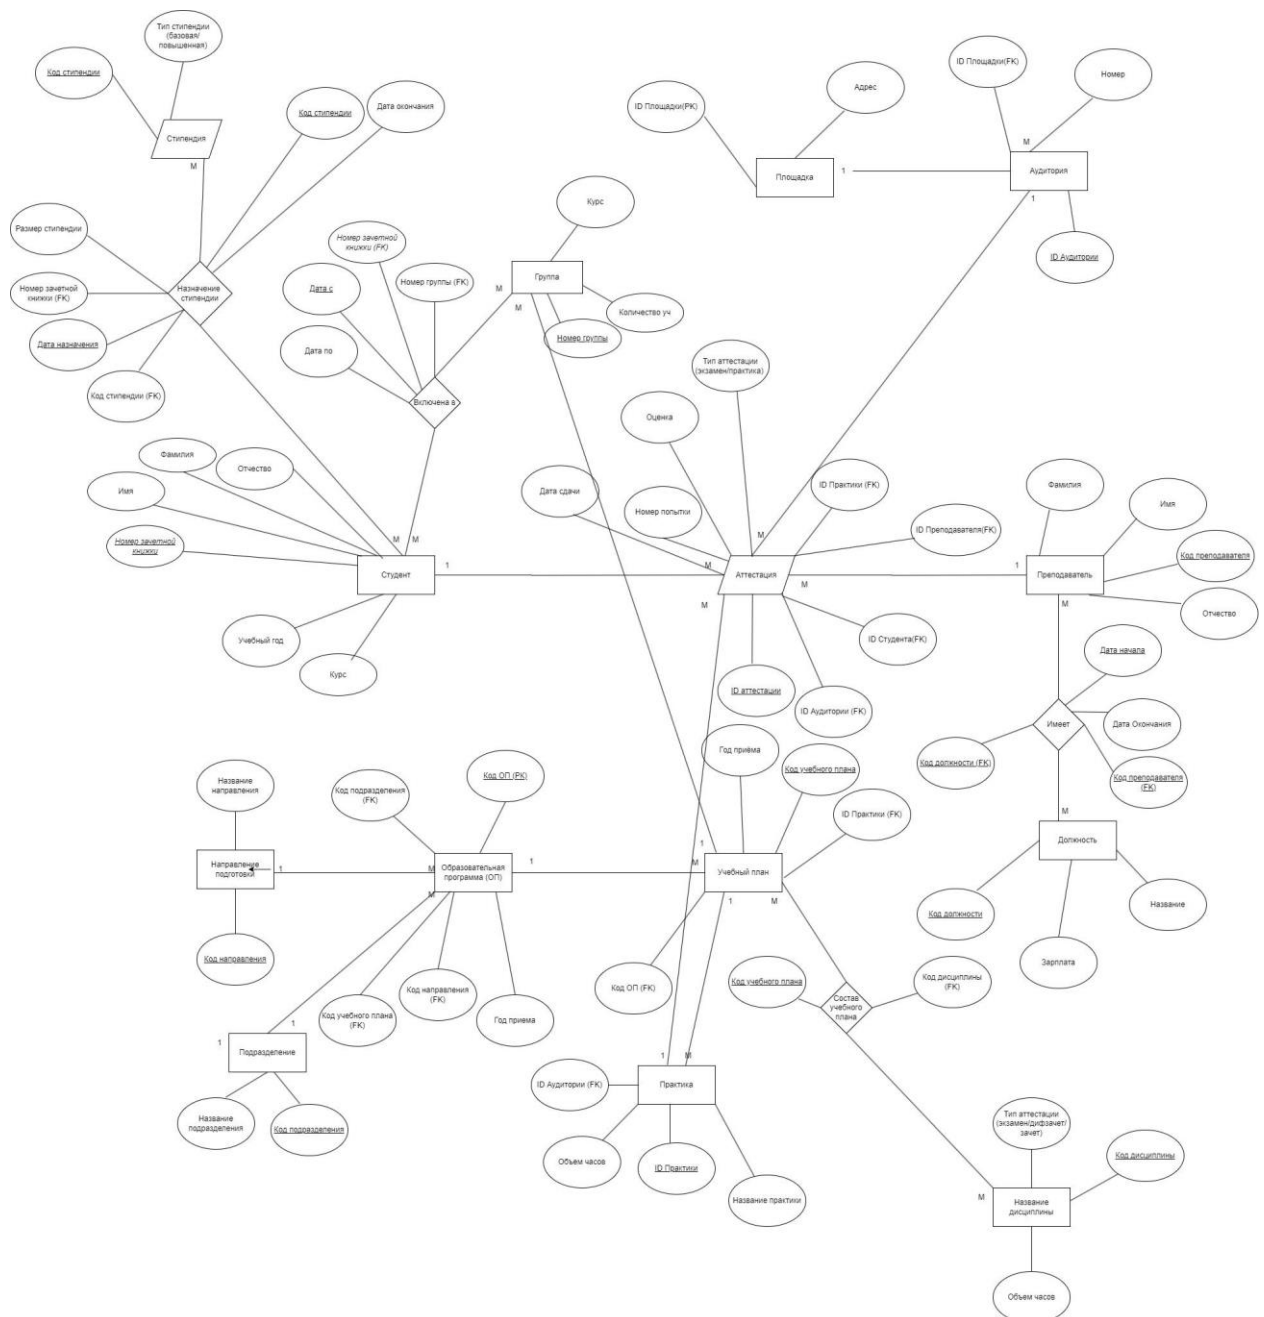 Тип стипендии
(базовая/
повышенная)
Код стипендии
Код стипендии
Дата окончания
Стипендия
М
ID Площадки(FK)
Номер
Адрес
ID Площадки(PK)
М
Площадка
1
Аудитория
1
ID Аудитории
Размер стипендии
Номер зачетной
книжки (FK)
Назначение
стипендии
Дата назначения
Код стипендии (FK)
Курс
Номер зачетной
книжки (FK)
Номер группы (FK)
Дата с
Дата по
Группа
М
М
Количество уч
Номер группы
Включена в
Тип аттестации
(экзамен/практика)
Оценка
Фамилия
Отчество
Имя
Номер зачетной
книжки
М
М
Студент
1
Учебный год
Курс
Дата сдачи
Номер попытки
ID Практики (FK)
ID Преподавателя(FK)
М
М
Аттестация
М
М
ID Студента(FK)
ID аттестации
ID Аудитории (FK)
Фамилия
Имя
Код преподавателя
1
Преподаватель
Отчество
М
Дата начала
Имеет
Дата Окончания
Код должности (FK)
Код преподавателя
(FK)
М
Должность
Код должности
Название
Зарплата
Название
направления
Код подразделения
(FK)
Код ОП (PK)
Год приёма
Код учебного плана
ID Практики (FK)
Направление
подготовки
1
М
Образовательная
программа (ОП)
М
1
1
М
Учебный план
1
М
Код направления
Код учебного плана
(FK)
Код направления
(FK)
Год приема
Код ОП (FK)
Код учебного плана
Состав
учебного
плана
Код дисциплины
(FK)
1
1
Подразделение
Название
подразделения
Код подразделения
1
М
ID Аудитории (FK)
Практика
Объем часов
ID Практики
Название практики
Тип аттестации
(экзамен/дифзачет/
зачет)
Код дисциплины
М
Название
дисциплины
Объем часов